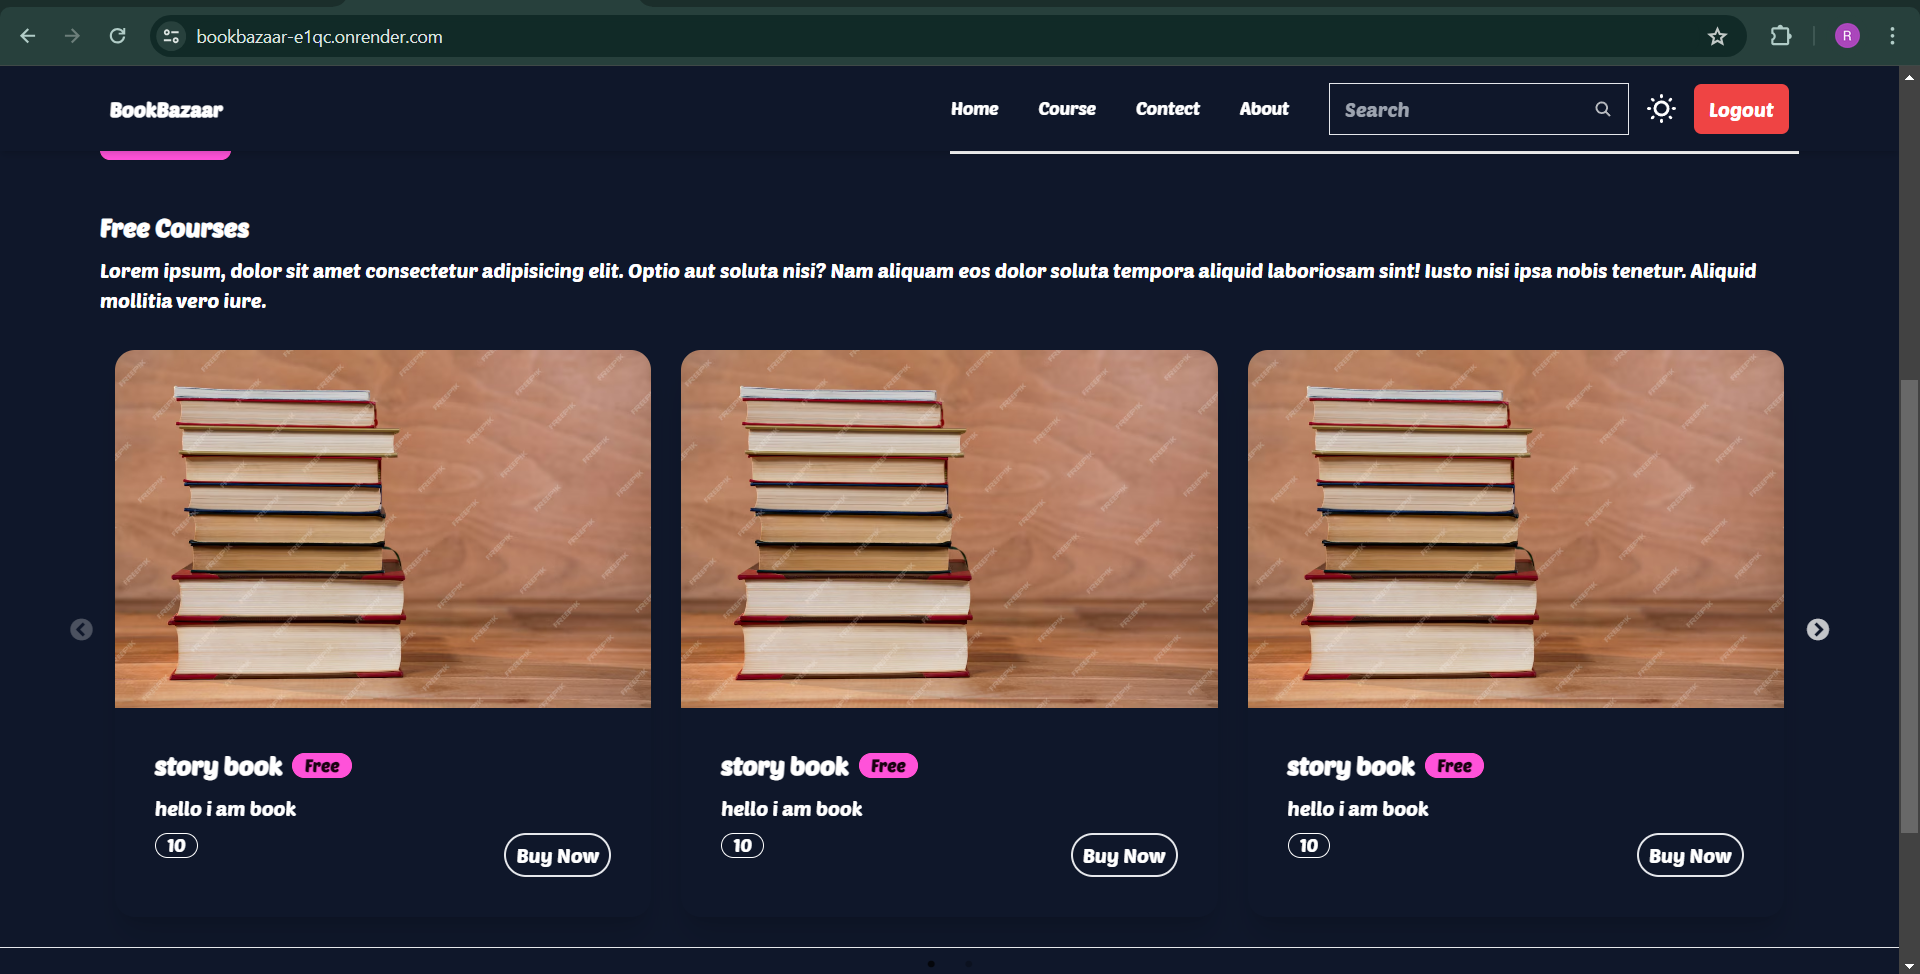 bookbazaar-e1qc.onrender.com
R
BookBazaar
Home
Course
Contect
About
Search
Logout
Free Courses
Lorem ipsum, dolor sit amet consectetur adipisicing elit. Optio aut soluta nisi? Nam aliquam eos dolor soluta tempora aliquid laboriosam sint! Iusto nisi ipsa nobis tenetur. Aliquid
mollitia vero iure.
story book Free
hello i am book
10
Buy Now
story book Free
hello i am book
10
Buy Now
story book Free
hello i am book
10
Buy Now